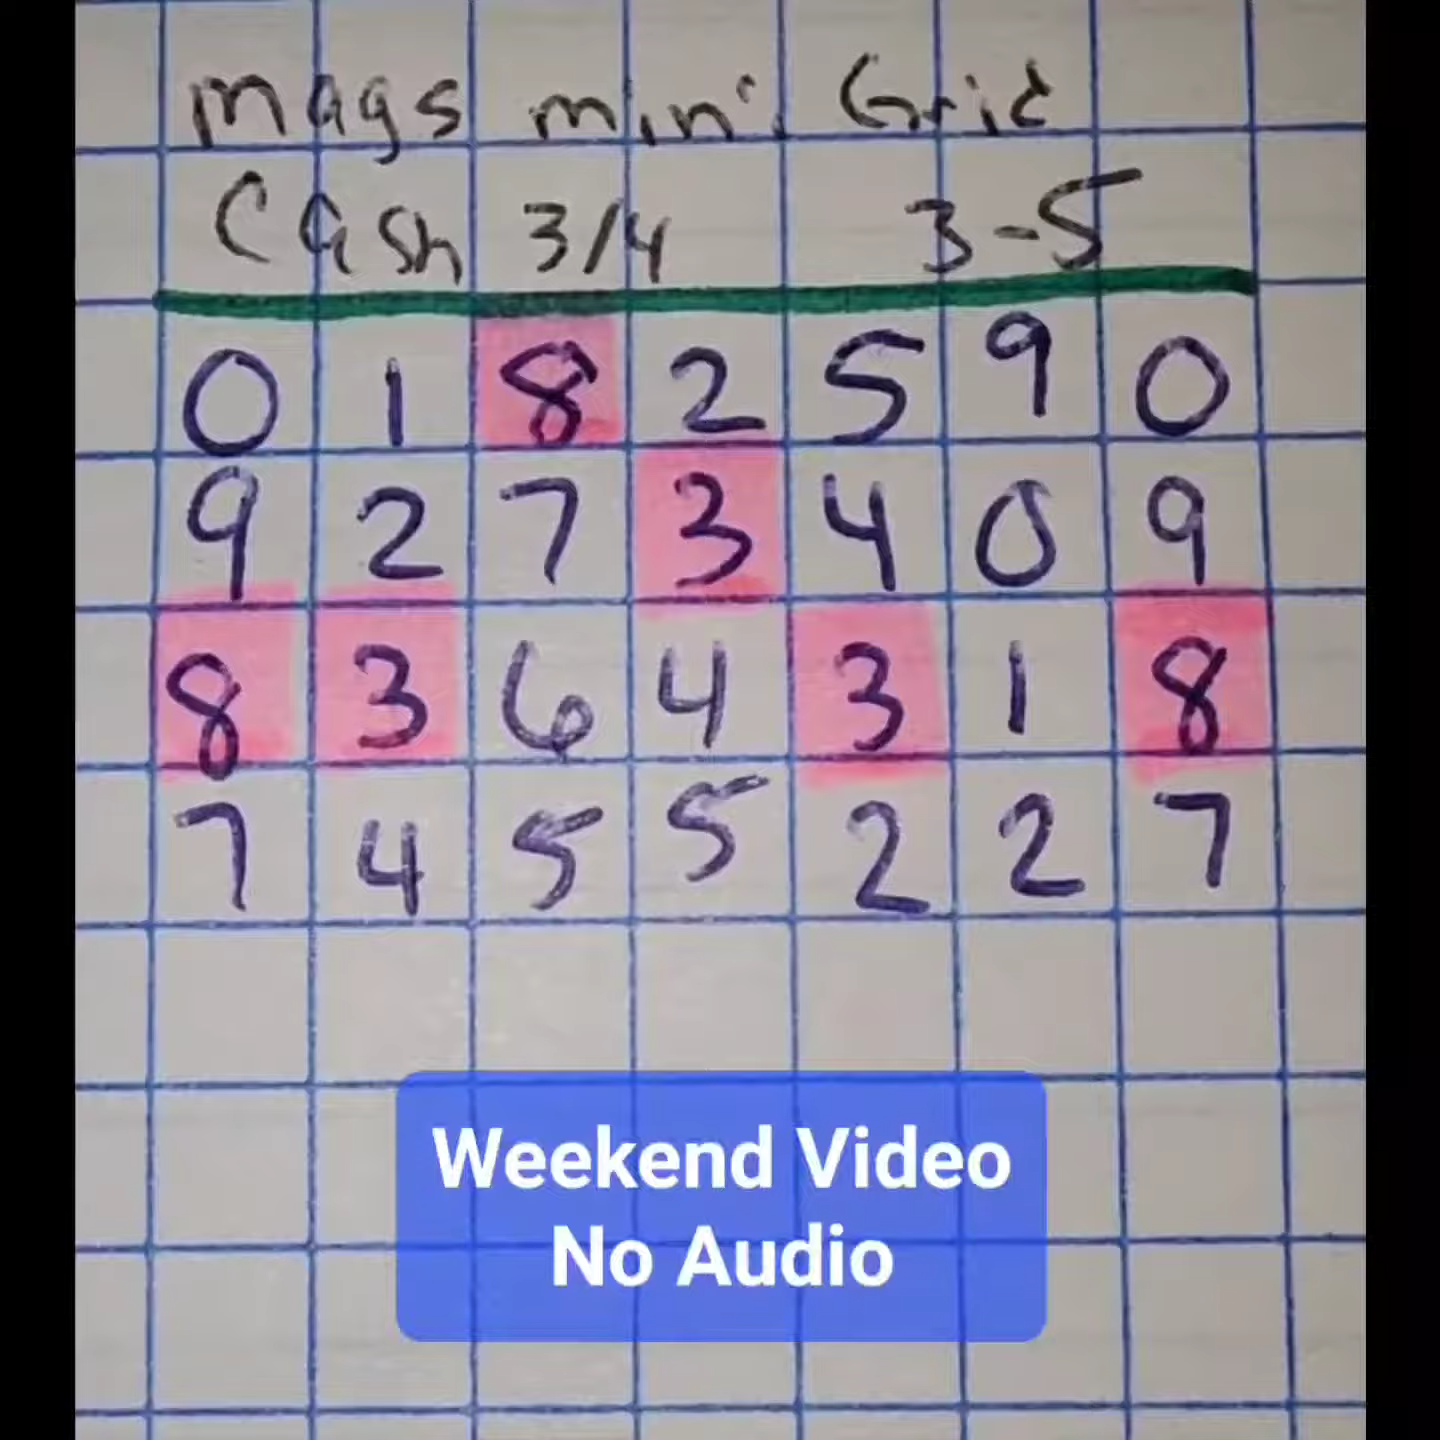 Mags mini Grid
Cash 3/4 3-5
0 1 8 2 5 9 0
9 2 7 3 4 0 9
8 3 6 4 3 1 8
7 4 5 5 2 2 7
Weekend Video
No Audio